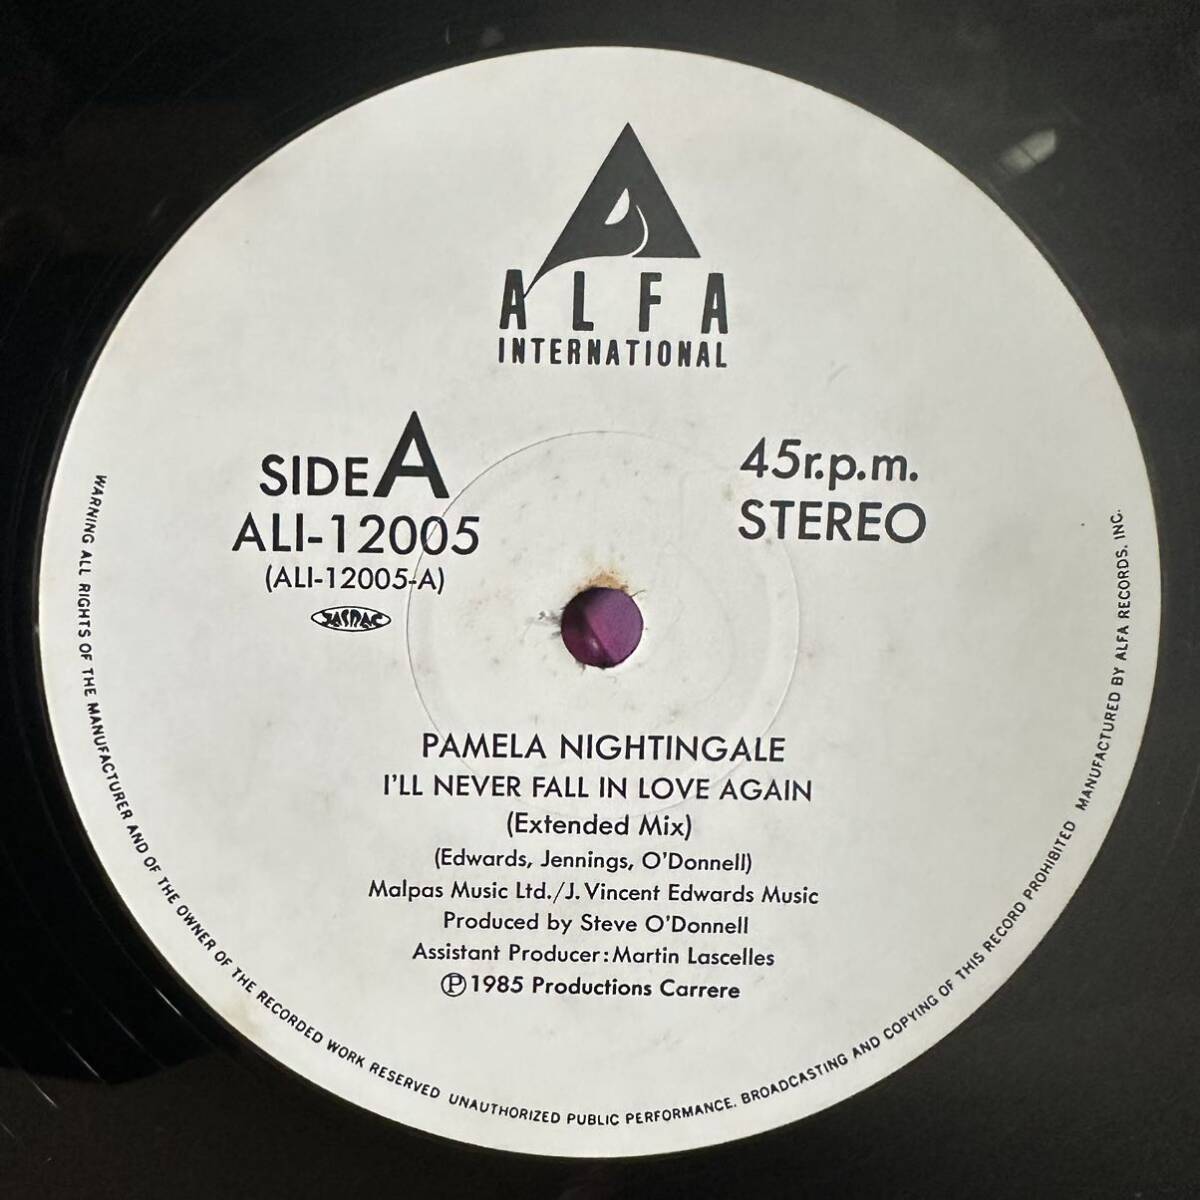 ALFA
INTERNATIONAL
SIDE A
ALI-12005
(ALI-12005-A)
JASRAC
45r.p.m.
STEREO
PAMELA NIGHTINGALE
I'LL NEVER FALL IN LOVE AGAIN
(Extended Mix)
(Edwards, Jennings, O'Donnell)
Malpas Music Ltd./J. Vincent Edwards Music
Produced by Steve O'Donnell
Assistant Producer: Martin Lascelles
Ⓟ 1985 Productions Carrere
WARNING ALL RIGHTS OF THE MANUFACTURER AND OF THE OWNER OF THE RECORDED WORK RESERVED UNAUTHORIZED PUBLIC PERFORMANCE, BROADCASTING AND COPYING OF THIS RECORD PROHIBITED MANUFACTURED BY ALFA RECORDS, INC.